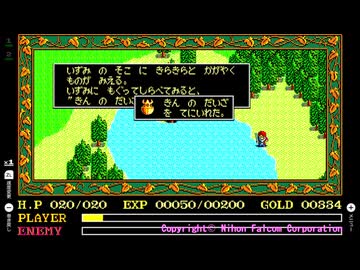 いずみ の そこ に きらきらと かがやく
ものが みえる。
いずみに もぐってしらべてみると、
"きん の だいざ
きん の だいざ
を てにいれた。
H.P 020/020 EXP 00050/00200 GOLD 00334
PLAYER
ENEMY
Copyright© Nihon Falcom Corporation
×1